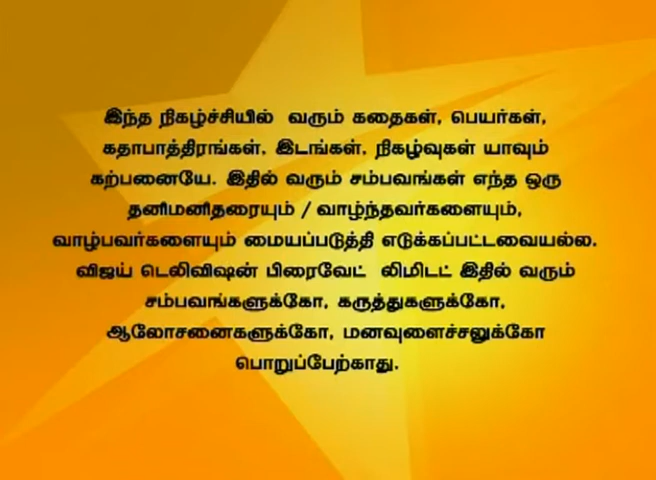 இந்த நிகழ்ச்சியில் வரும் கதைகள், பெயர்கள்,
கதாபாத்திரங்கள், இடங்கள், நிகழ்வுகள் யாவும்
கற்பனையே. இதில் வரும் சம்பவங்கள் எந்த ஒரு
தனிமனிதரையும் / வாழ்ந்தவர்களையும்,
வாழ்பவர்களையும் மையப்படுத்தி எடுக்கப்பட்டவையல்ல.
விஜய் டெலிவிஷன் பிரைவேட் லிமிடட் இதில் வரும்
சம்பவங்களுக்கோ, கருத்துகளுக்கோ,
ஆலோசனைகளுக்கோ, மனவுளைச்சலுக்கோ
பொறுப்பேற்காது.